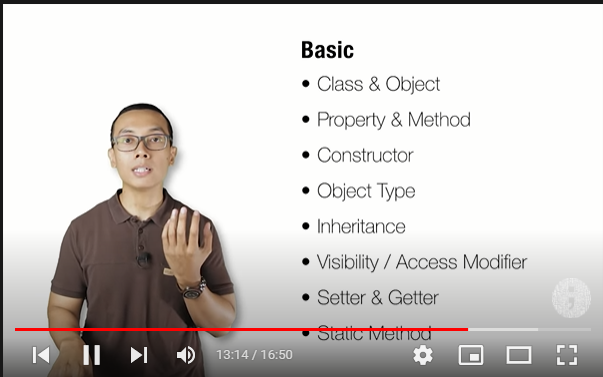 Basic
• Class & Object
• Property & Method
• Constructor
• Object Type
• Inheritance
• Visibility / Access Modifier
• Setter & Getter
• Static Method
13:14 / 16:50